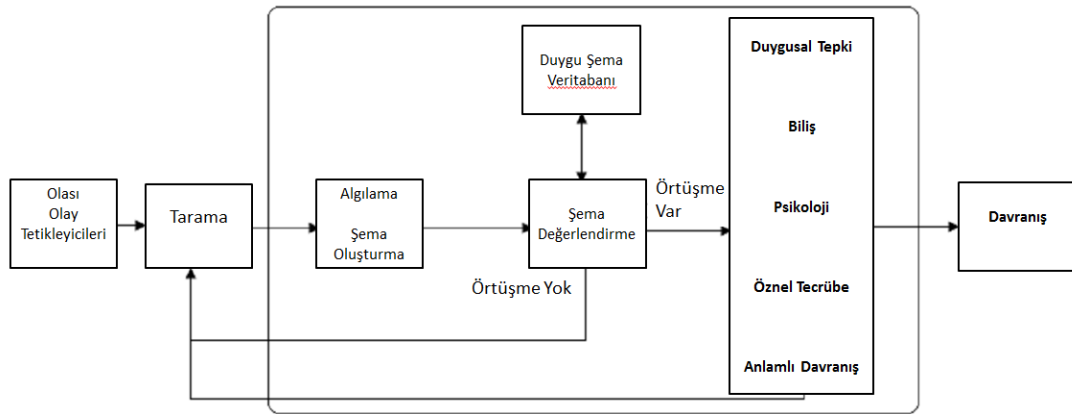 Olası
Olay
Tetikleyicileri
Tarama
Algılama
Şema
Oluşturma
Duygu Şema
Veritabanı
Şema
Değerlendirme
Örtüşme
Var
Örtüşme Yok
Duygusal Tepki
Biliş
Psikoloji
Öznel Tecrübe
Anlamlı Davranış
Davranış